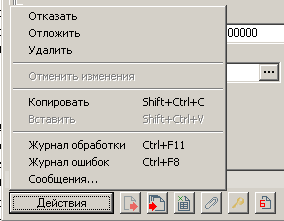 Отказать
Отложить
Удалить
00000
Отменить изменения
...
Копировать Shift+Ctrl+C
Вставить Shift+Ctrl+V
Журнал обработки Ctrl+F11
Журнал ошибок Ctrl+F8
Сообщения...
Действия